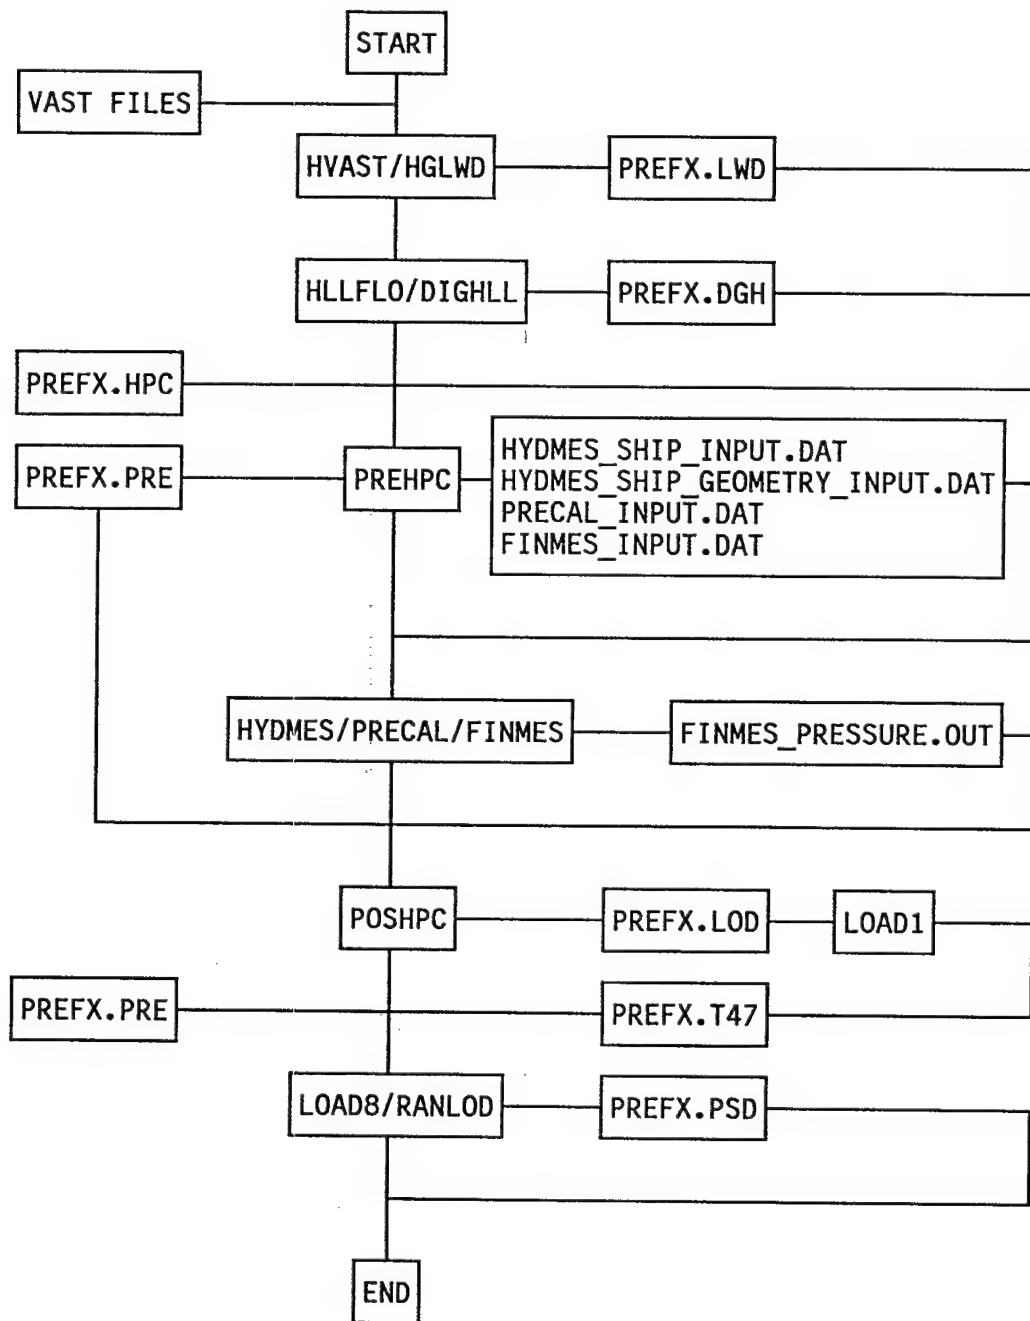 START
VAST FILES
HVAST/HGLWD
PREFX.LWD
HLLFLO/DIGHLL
PREFX.DGH
PREFX.HPC
PREFX.PRE
PREHPC
HYDMES_SHIP_INPUT.DAT
HYDMES_SHIP_GEOMETRY_INPUT.DAT
PRECAL_INPUT.DAT
FINMES_INPUT.DAT
HYDMES/PRECAL/FINMES
FINMES_PRESSURE.OUT
POSHPC
PREFX.LOD
LOAD1
PREFX.PRE
PREFX.T47
LOAD8/RANLOD
PREFX.PSD
END